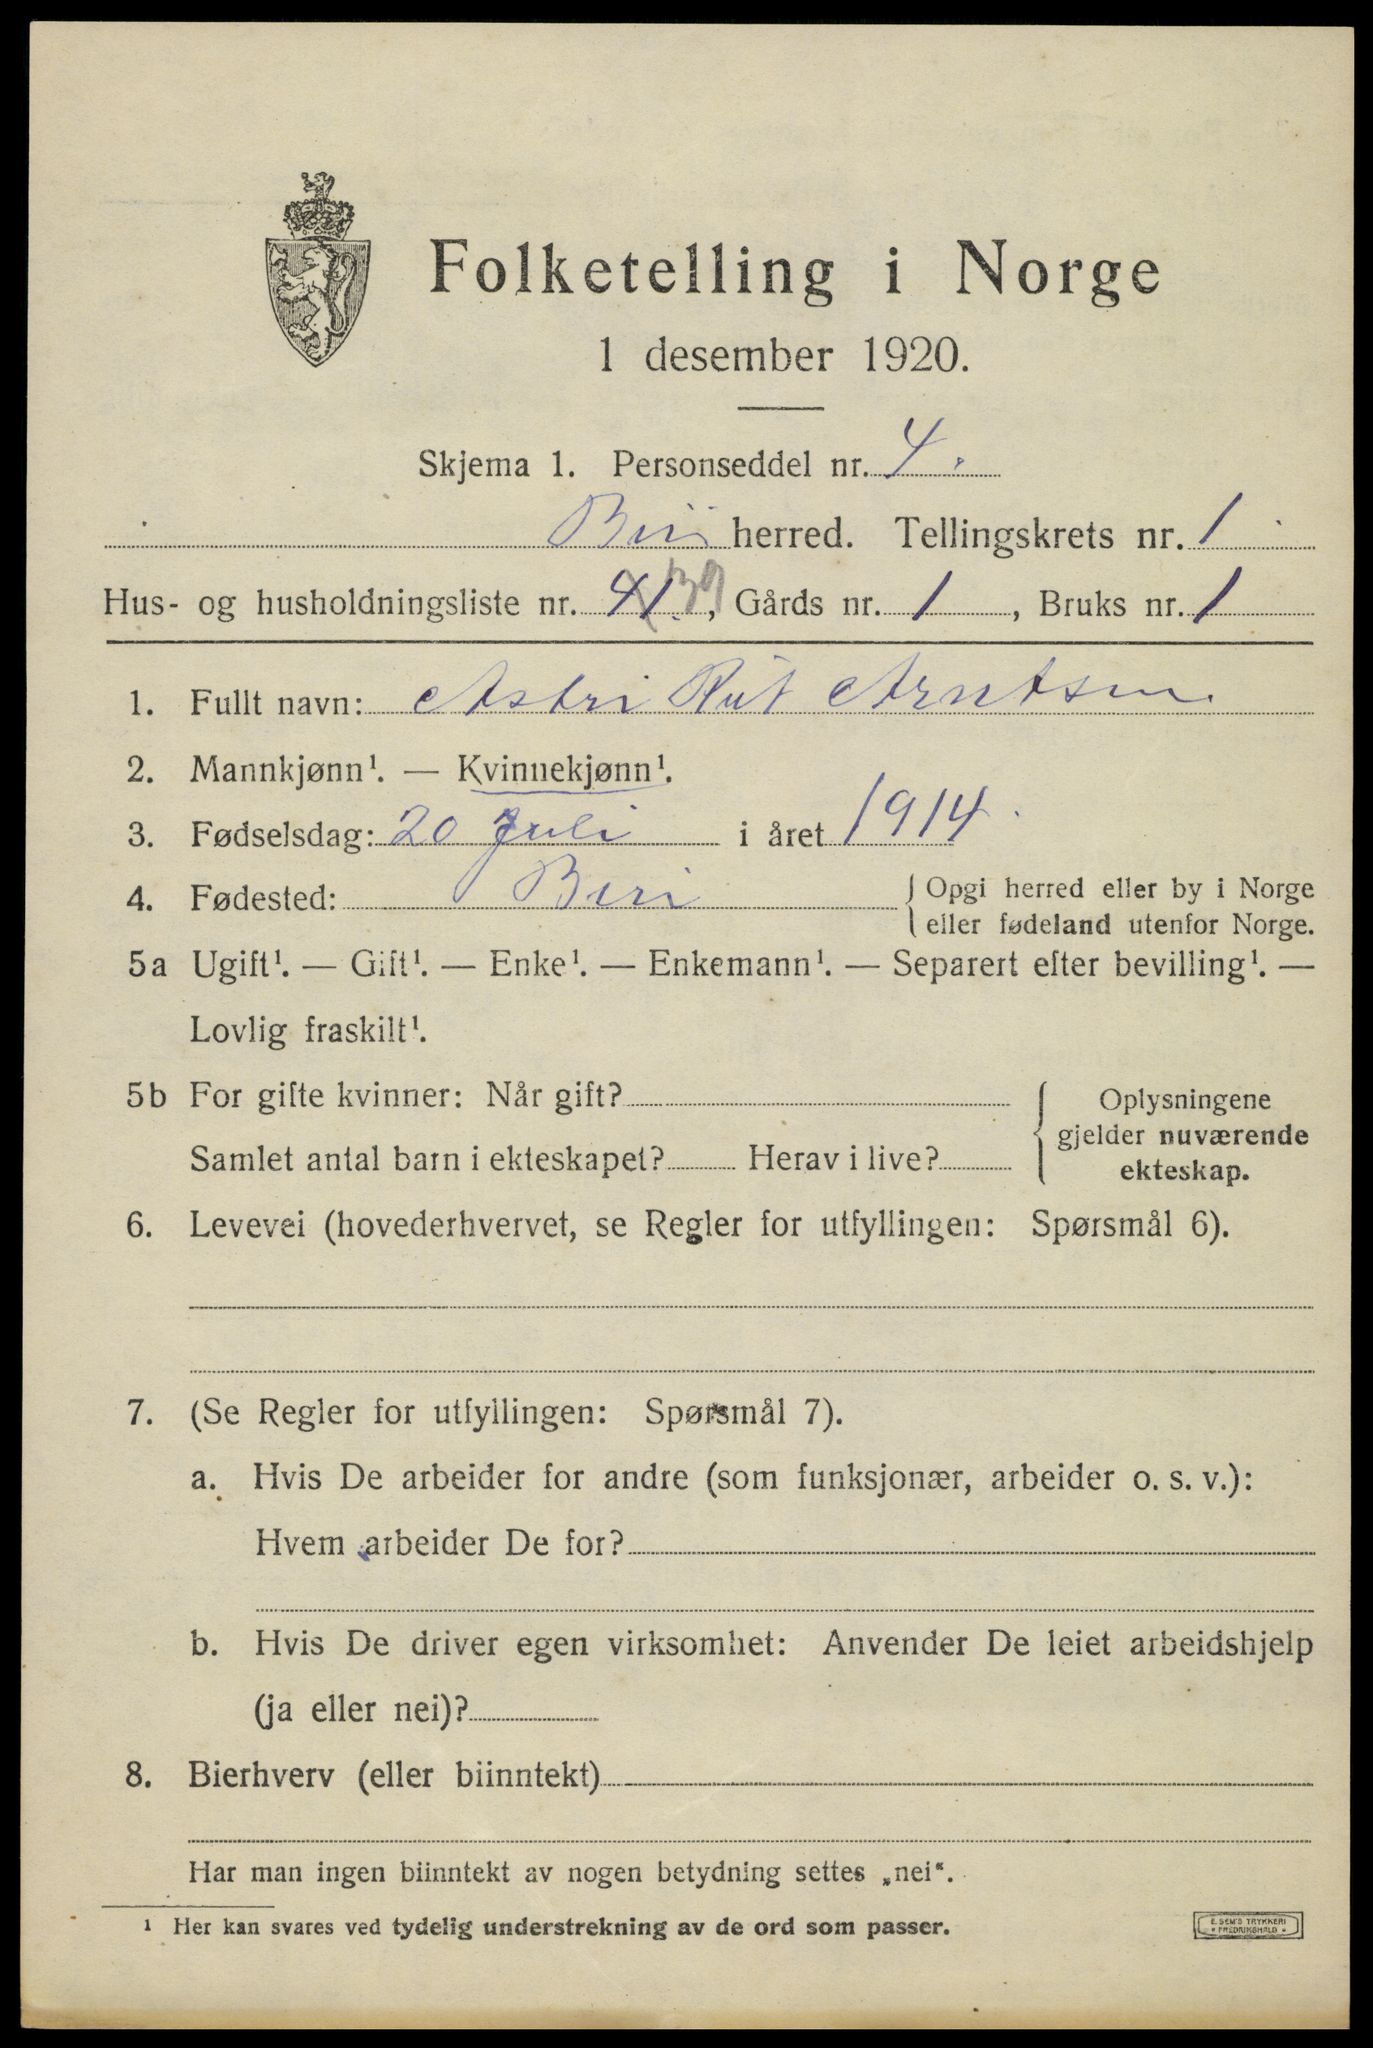 Folketelling i Norge
1 desember 1920.
Skjema 1. Personseddel nr. 4.
Biri herred. Tellingskrets nr. 1
Hus- og husholdningsliste nr. 41. 39, Gårds nr. 1, Bruks nr. 1
1. Fullt navn: Astri Rut Arntsen.
2. Mannkjønn¹. — Kvinnekjønn¹.
3. Fødselsdag: 20 Juli i året 1914.
4. Fødested: Biri { Opgi herred eller by i Norge
eller fødeland utenfor Norge.
5a Ugift¹. — Gift¹. — Enke¹. — Enkemann¹. — Separert efter bevilling¹. —
Lovlig fraskilt¹.
5b For gifte kvinner: Når gift? { Oplysningene
gjelder nuværende
Samlet antal barn i ekteskapet? Herav i live? ekteskap.
6. Levevei (hovederhvervet, se Regler for utfyllingen: Spørsmål 6).
7. (Se Regler for utfyllingen: Spørsmål 7).
a. Hvis De arbeider for andre (som funksjonær, arbeider o. s. v.):
Hvem arbeider De for?
b. Hvis De driver egen virksomhet: Anvender De leiet arbeidshjelp
(ja eller nei)?
8. Bierhverv (eller biinntekt)
Har man ingen biinntekt av nogen betydning settes „nei“.
¹ Her kan svares ved tydelig understrekning av de ord som passer.
E. SEM'S TRYKKERI
* FREDRIKSHALD *